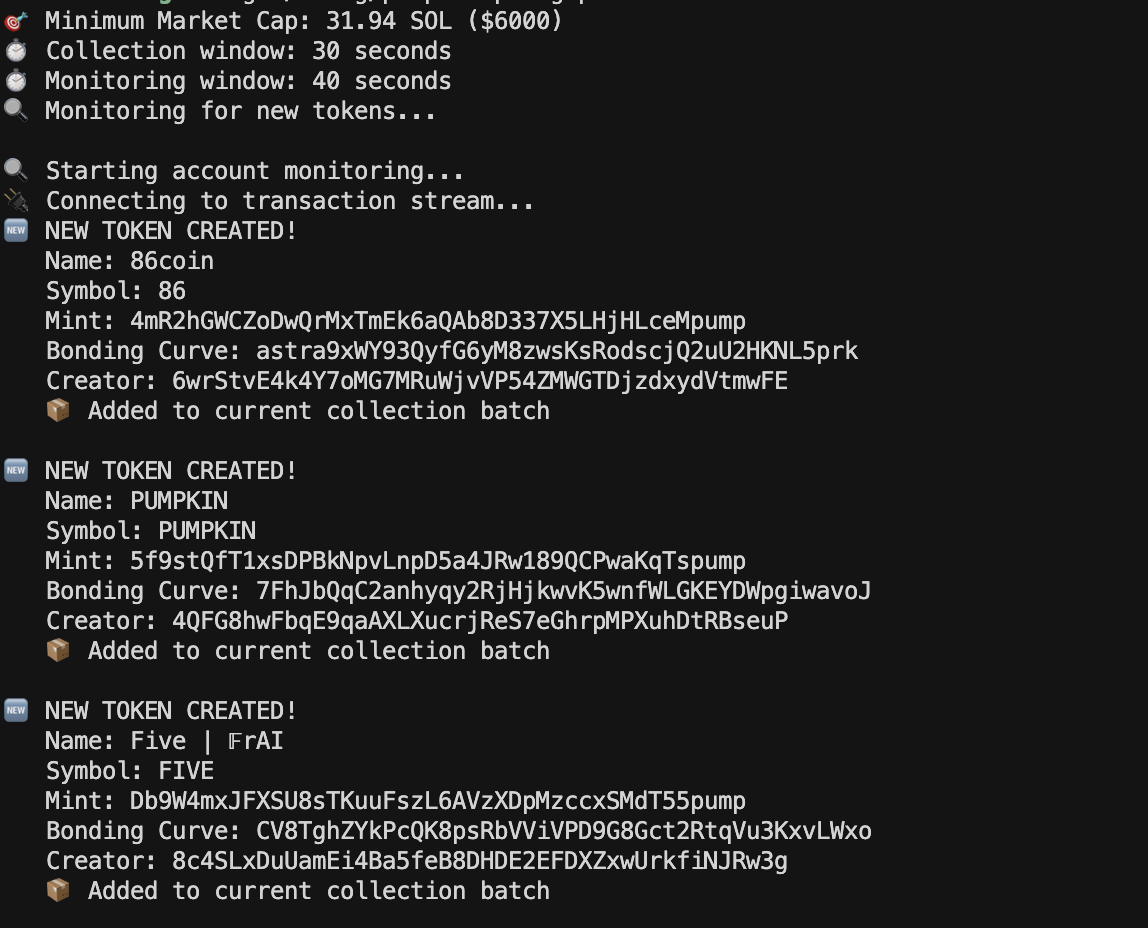 🎯 Minimum Market Cap: 31.94 SOL ($6000)
⏱️ Collection window: 30 seconds
⏱️ Monitoring window: 40 seconds
🔍 Monitoring for new tokens...
🔍 Starting account monitoring...
🔌 Connecting to transaction stream...
🆕 NEW TOKEN CREATED!
Name: 86coin
Symbol: 86
Mint: 4mR2hGWCZoDwQrMxTmEk6aQAb8D337X5LHjHLceMpump
Bonding Curve: astra9xWY93QyfG6yM8zwsKsRodscjQ2uU2HKNL5prk
Creator: 6wrStvE4k4Y7oMG7MRuWjvVP54ZMWGTDjzdxydVtmwFE
📦 Added to current collection batch
🆕 NEW TOKEN CREATED!
Name: PUMPKIN
Symbol: PUMPKIN
Mint: 5f9stQfT1xsDPBkNpvLnpD5a4JRw189QCPwaKqTspump
Bonding Curve: 7FhJbQqC2anhyqy2RjHjkwvK5wnfWLGKEYDWpgiwavoJ
Creator: 4QFG8hwFbqE9qaAXLXucrjReS7eGhrpMPXuhDtRBseuP
📦 Added to current collection batch
🆕 NEW TOKEN CREATED!
Name: Five | 𝔽rAI
Symbol: FIVE
Mint: Db9W4mxJFXSU8sTKuuFszL6AVzXDpMzccxSMdT55pump
Bonding Curve: CV8TghZYkPcQK8psRbVViVPD9G8Gct2RtqVu3KxvLWxo
Creator: 8c4SLxDuUamEi4Ba5feB8DHDE2EFDXZxwUrkfiNJRw3g
📦 Added to current collection batch